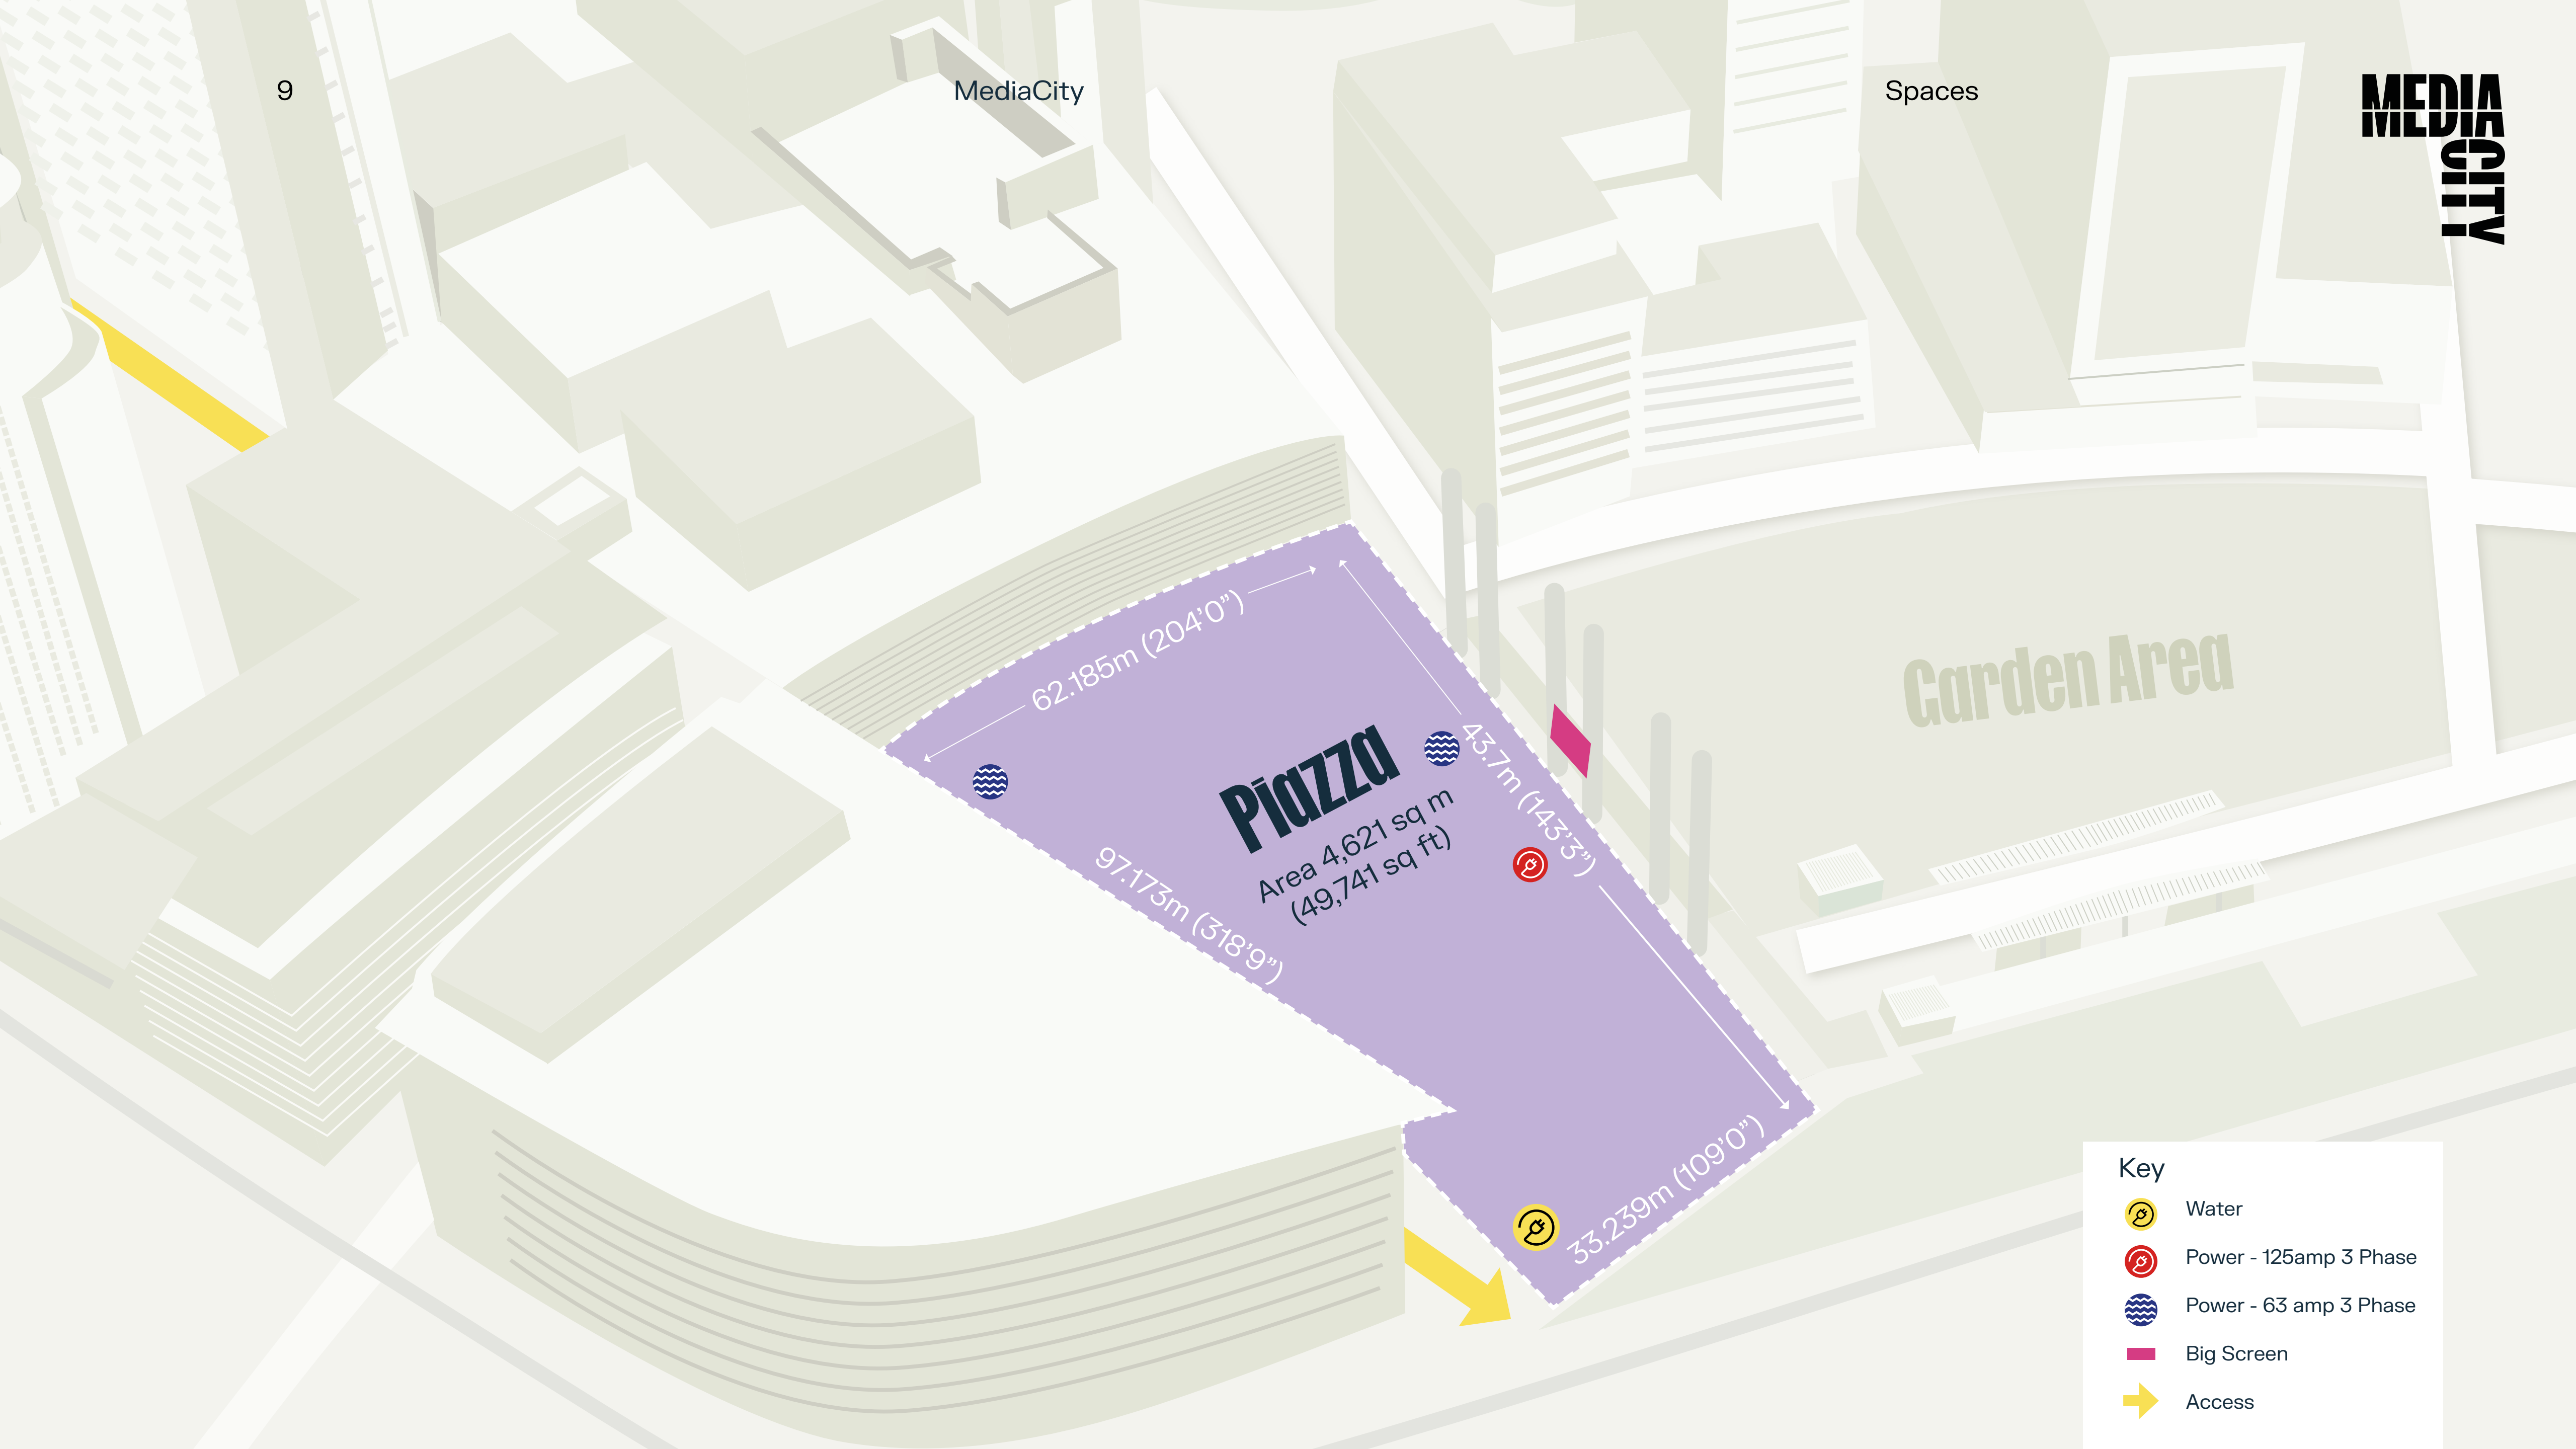 9
MediaCity
Spaces
MEDIA
CITY
62.185m (204’0”)
43.7m (143’3”)
Piazza
Area 4,621 sq m
(49,741 sq ft)
97.173m (318’9”)
33.239m (109’0”)
Garden Area
Key
Water
Power - 125amp 3 Phase
Power - 63 amp 3 Phase
Big Screen
Access